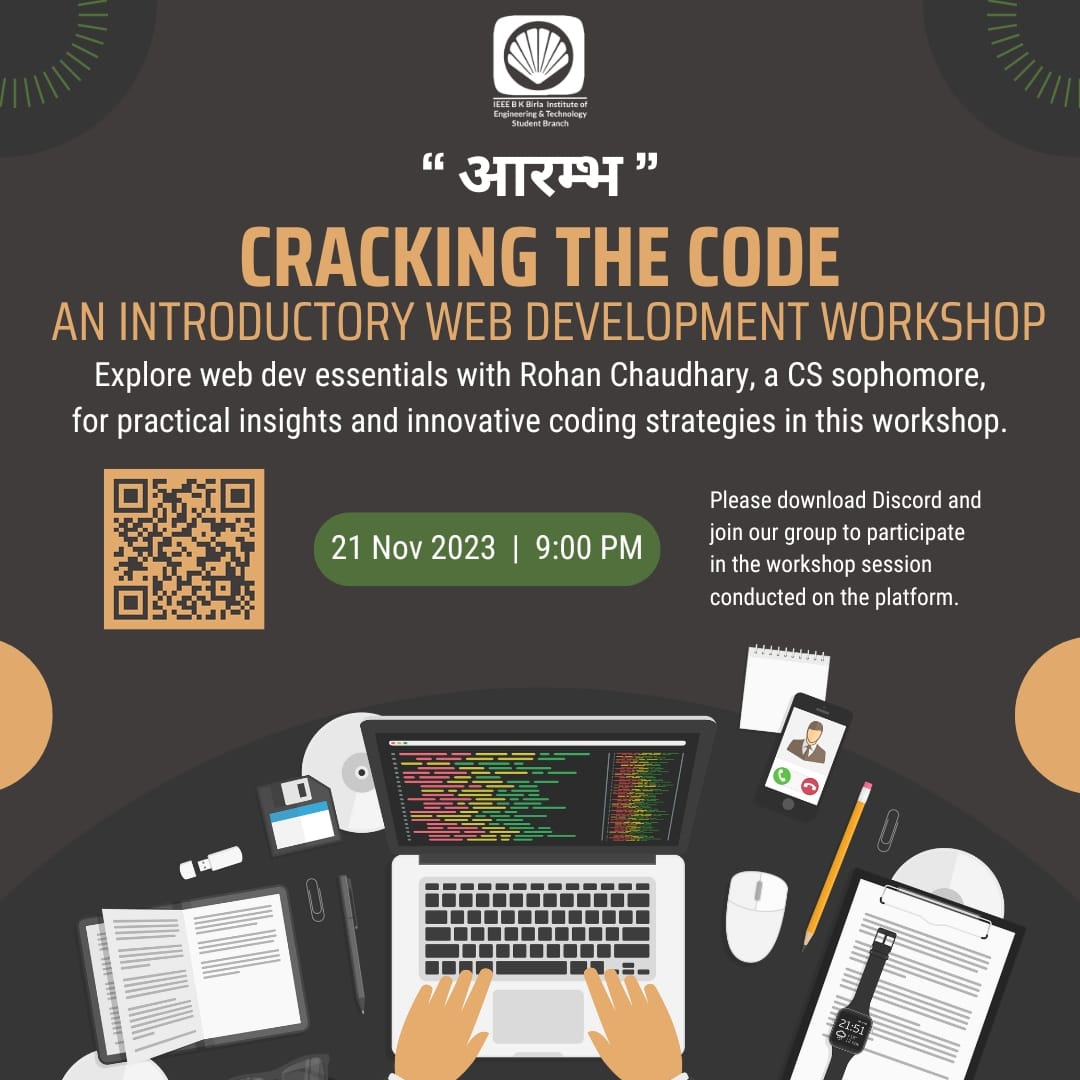 IEEE B K Birla Institute of
Engineering & Technology
Student Branch
“ आरम्भ ”
CRACKING THE CODE
AN INTRODUCTORY WEB DEVELOPMENT WORKSHOP
Explore web dev essentials with Rohan Chaudhary, a CS sophomore,
for practical insights and innovative coding strategies in this workshop.
21 Nov 2023 | 9:00 PM
Please download Discord and
join our group to participate
in the workshop session
conducted on the platform.
21:51